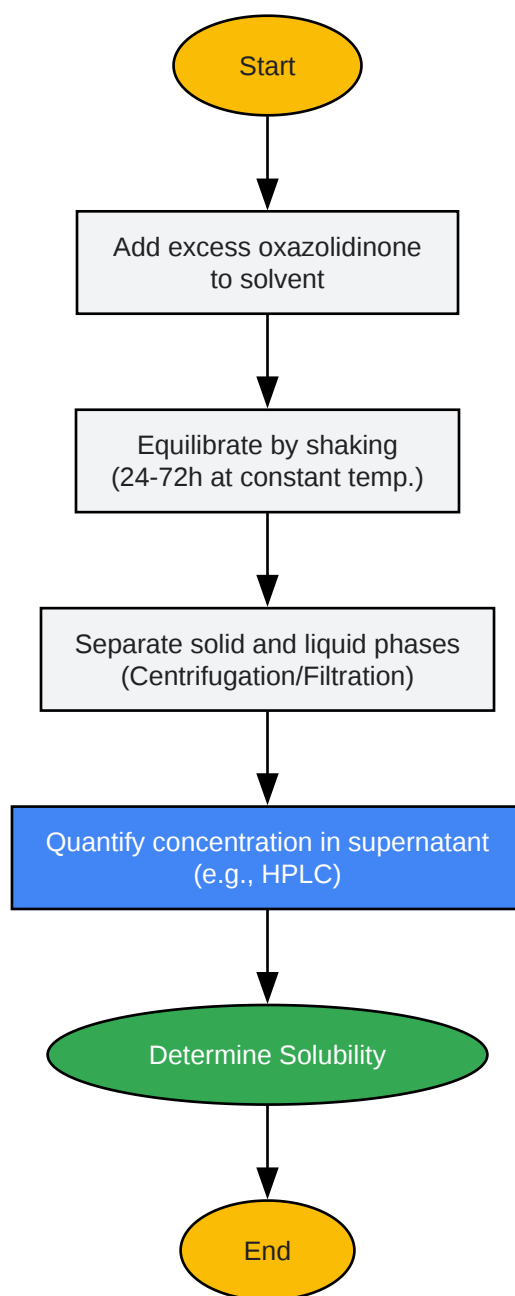 Start
Add excess oxazolidinone
to solvent
Equilibrate by shaking
(24-72h at constant temp.)
Separate solid and liquid phases
(Centrifugation/Filtration)
Quantify concentration in supernatant
(e.g., HPLC)
Determine Solubility
End